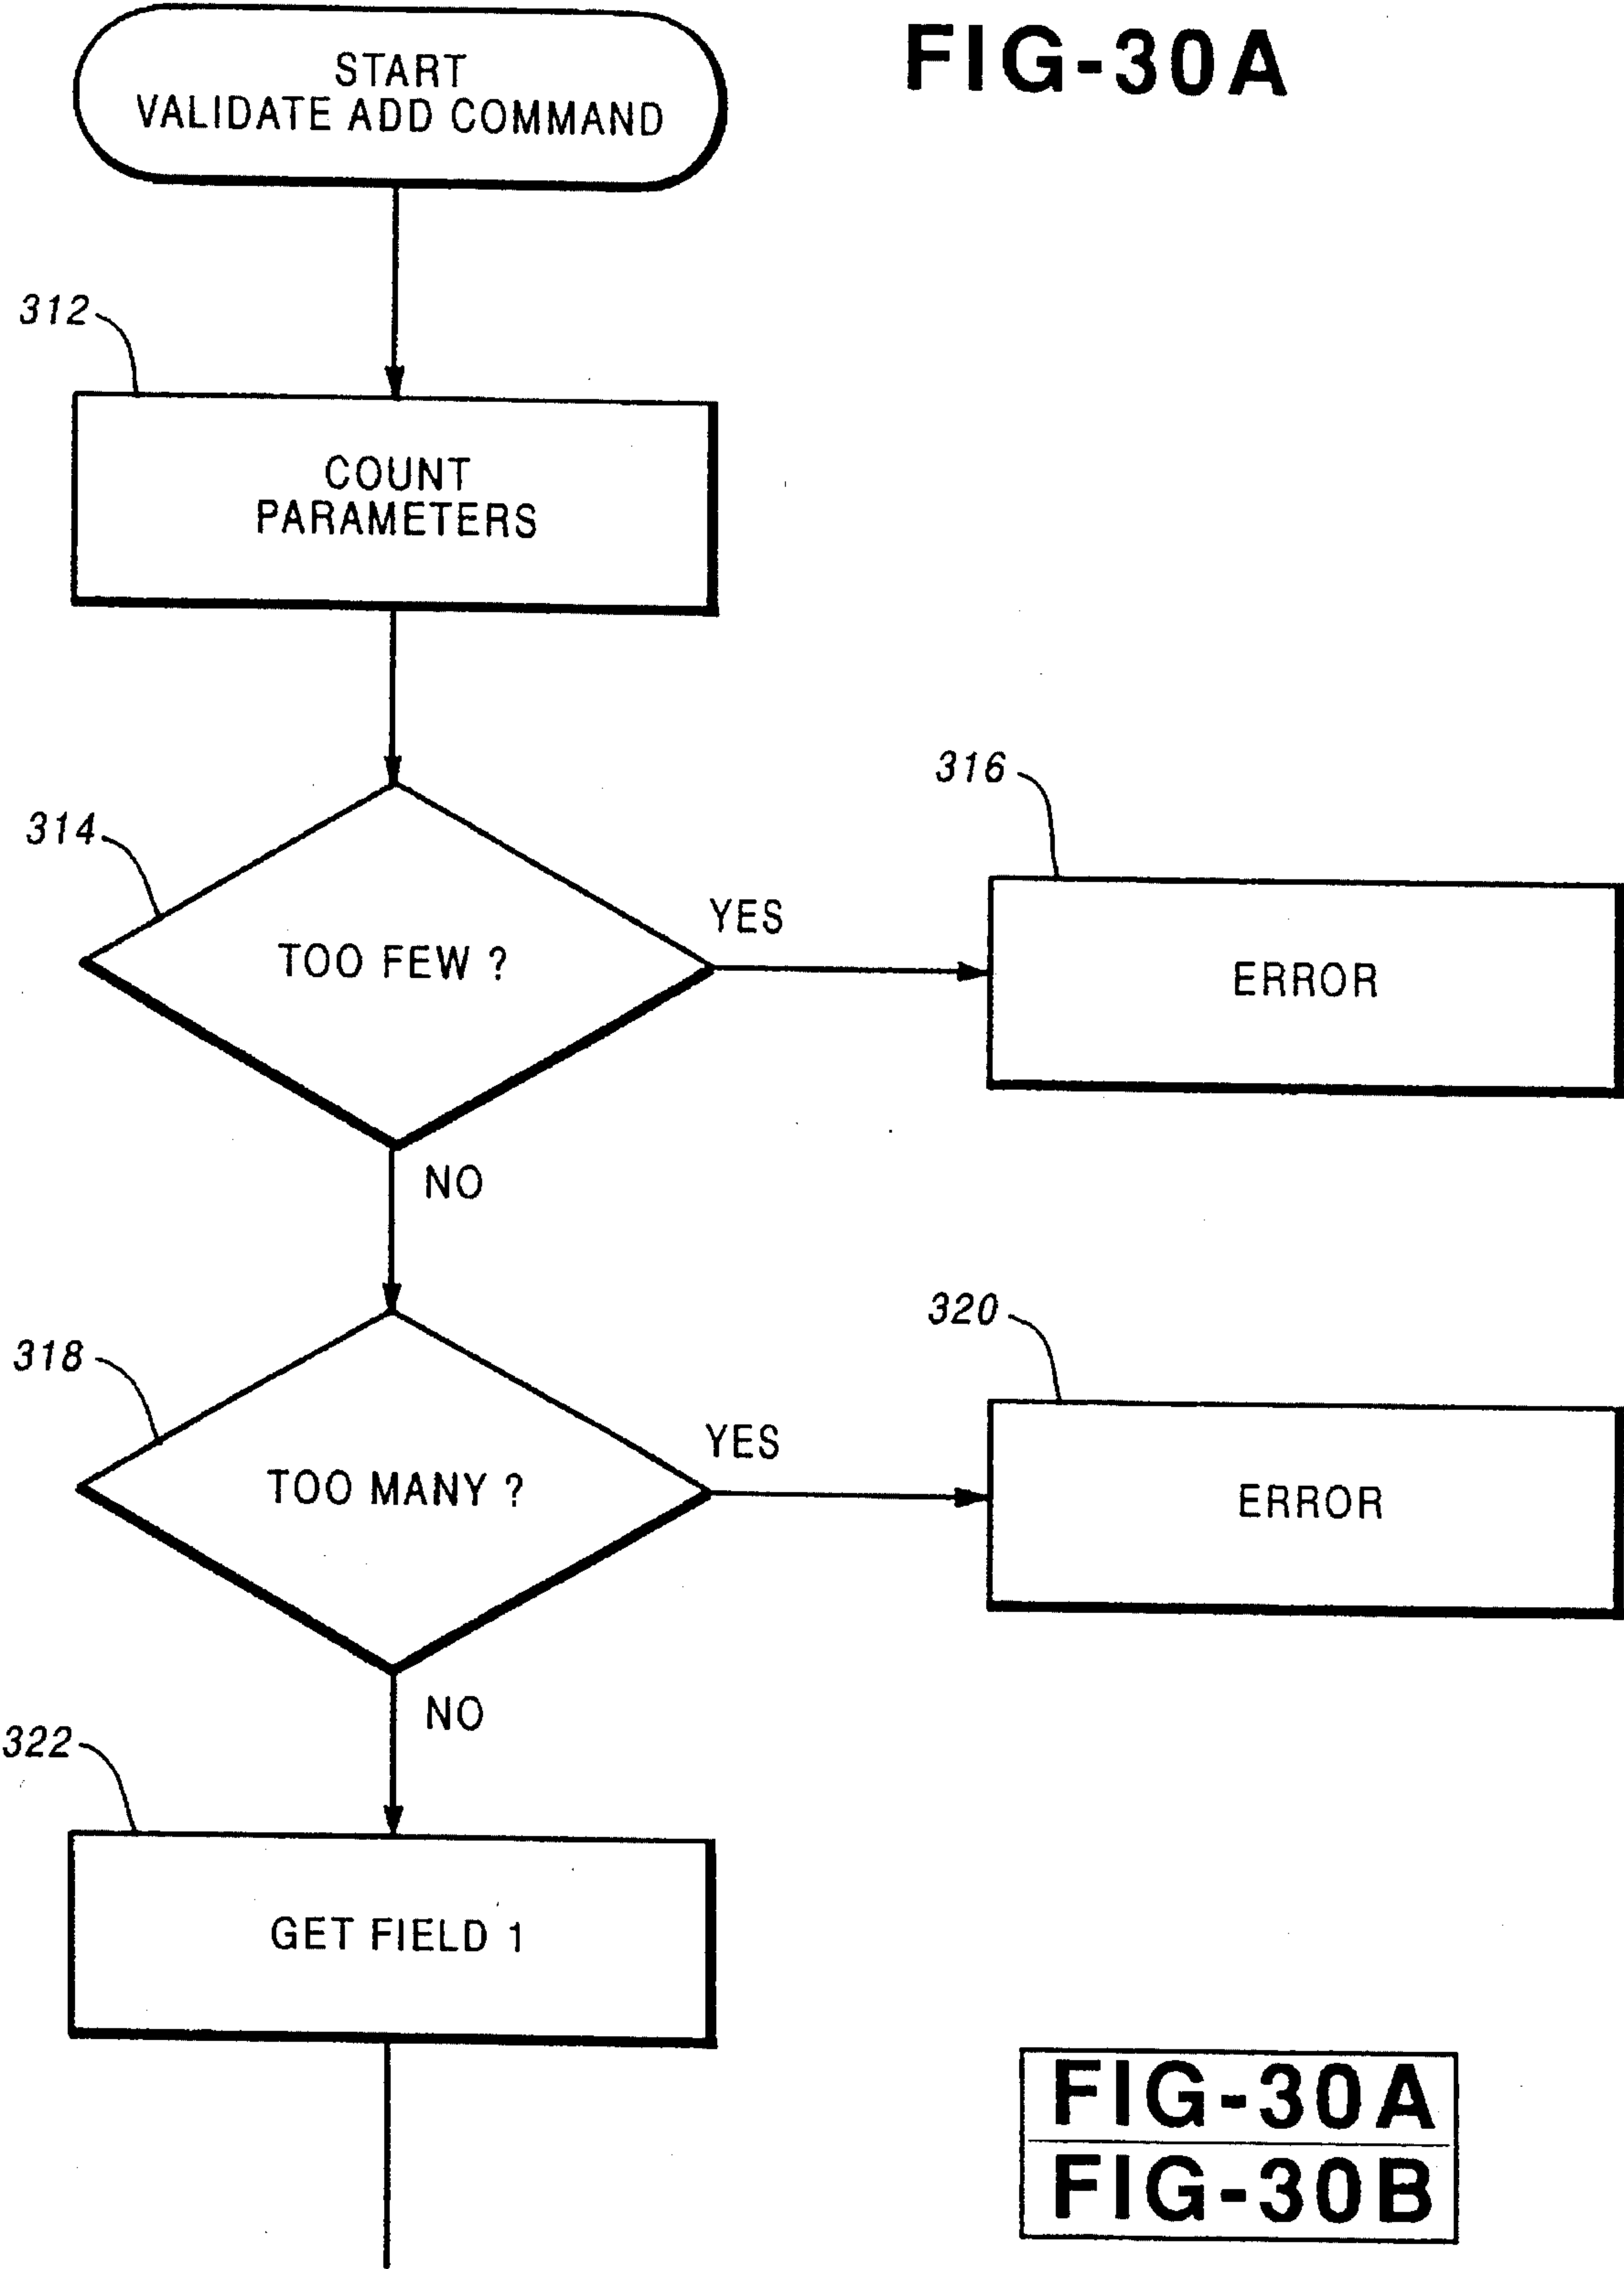 FIG-30A
START
VALIDATE ADD COMMAND
312
COUNT
PARAMETERS
314
TOO FEW ?
YES
316
ERROR
NO
318
TOO MANY ?
YES
320
ERROR
NO
322
GET FIELD 1
FIG-30A
FIG-30B